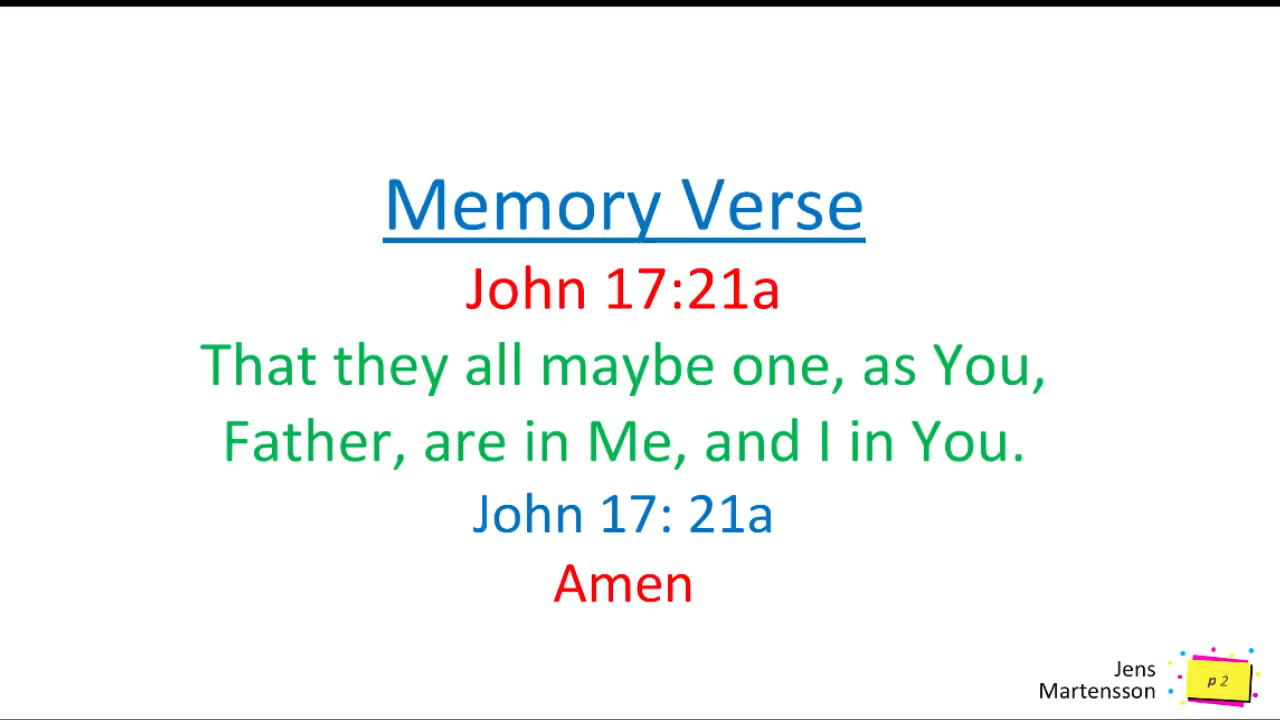 Memory Verse
John 17:21a
That they all maybe one, as You,
Father, are in Me, and I in You.
John 17: 21a
Amen
Jens
Martensson
p 2